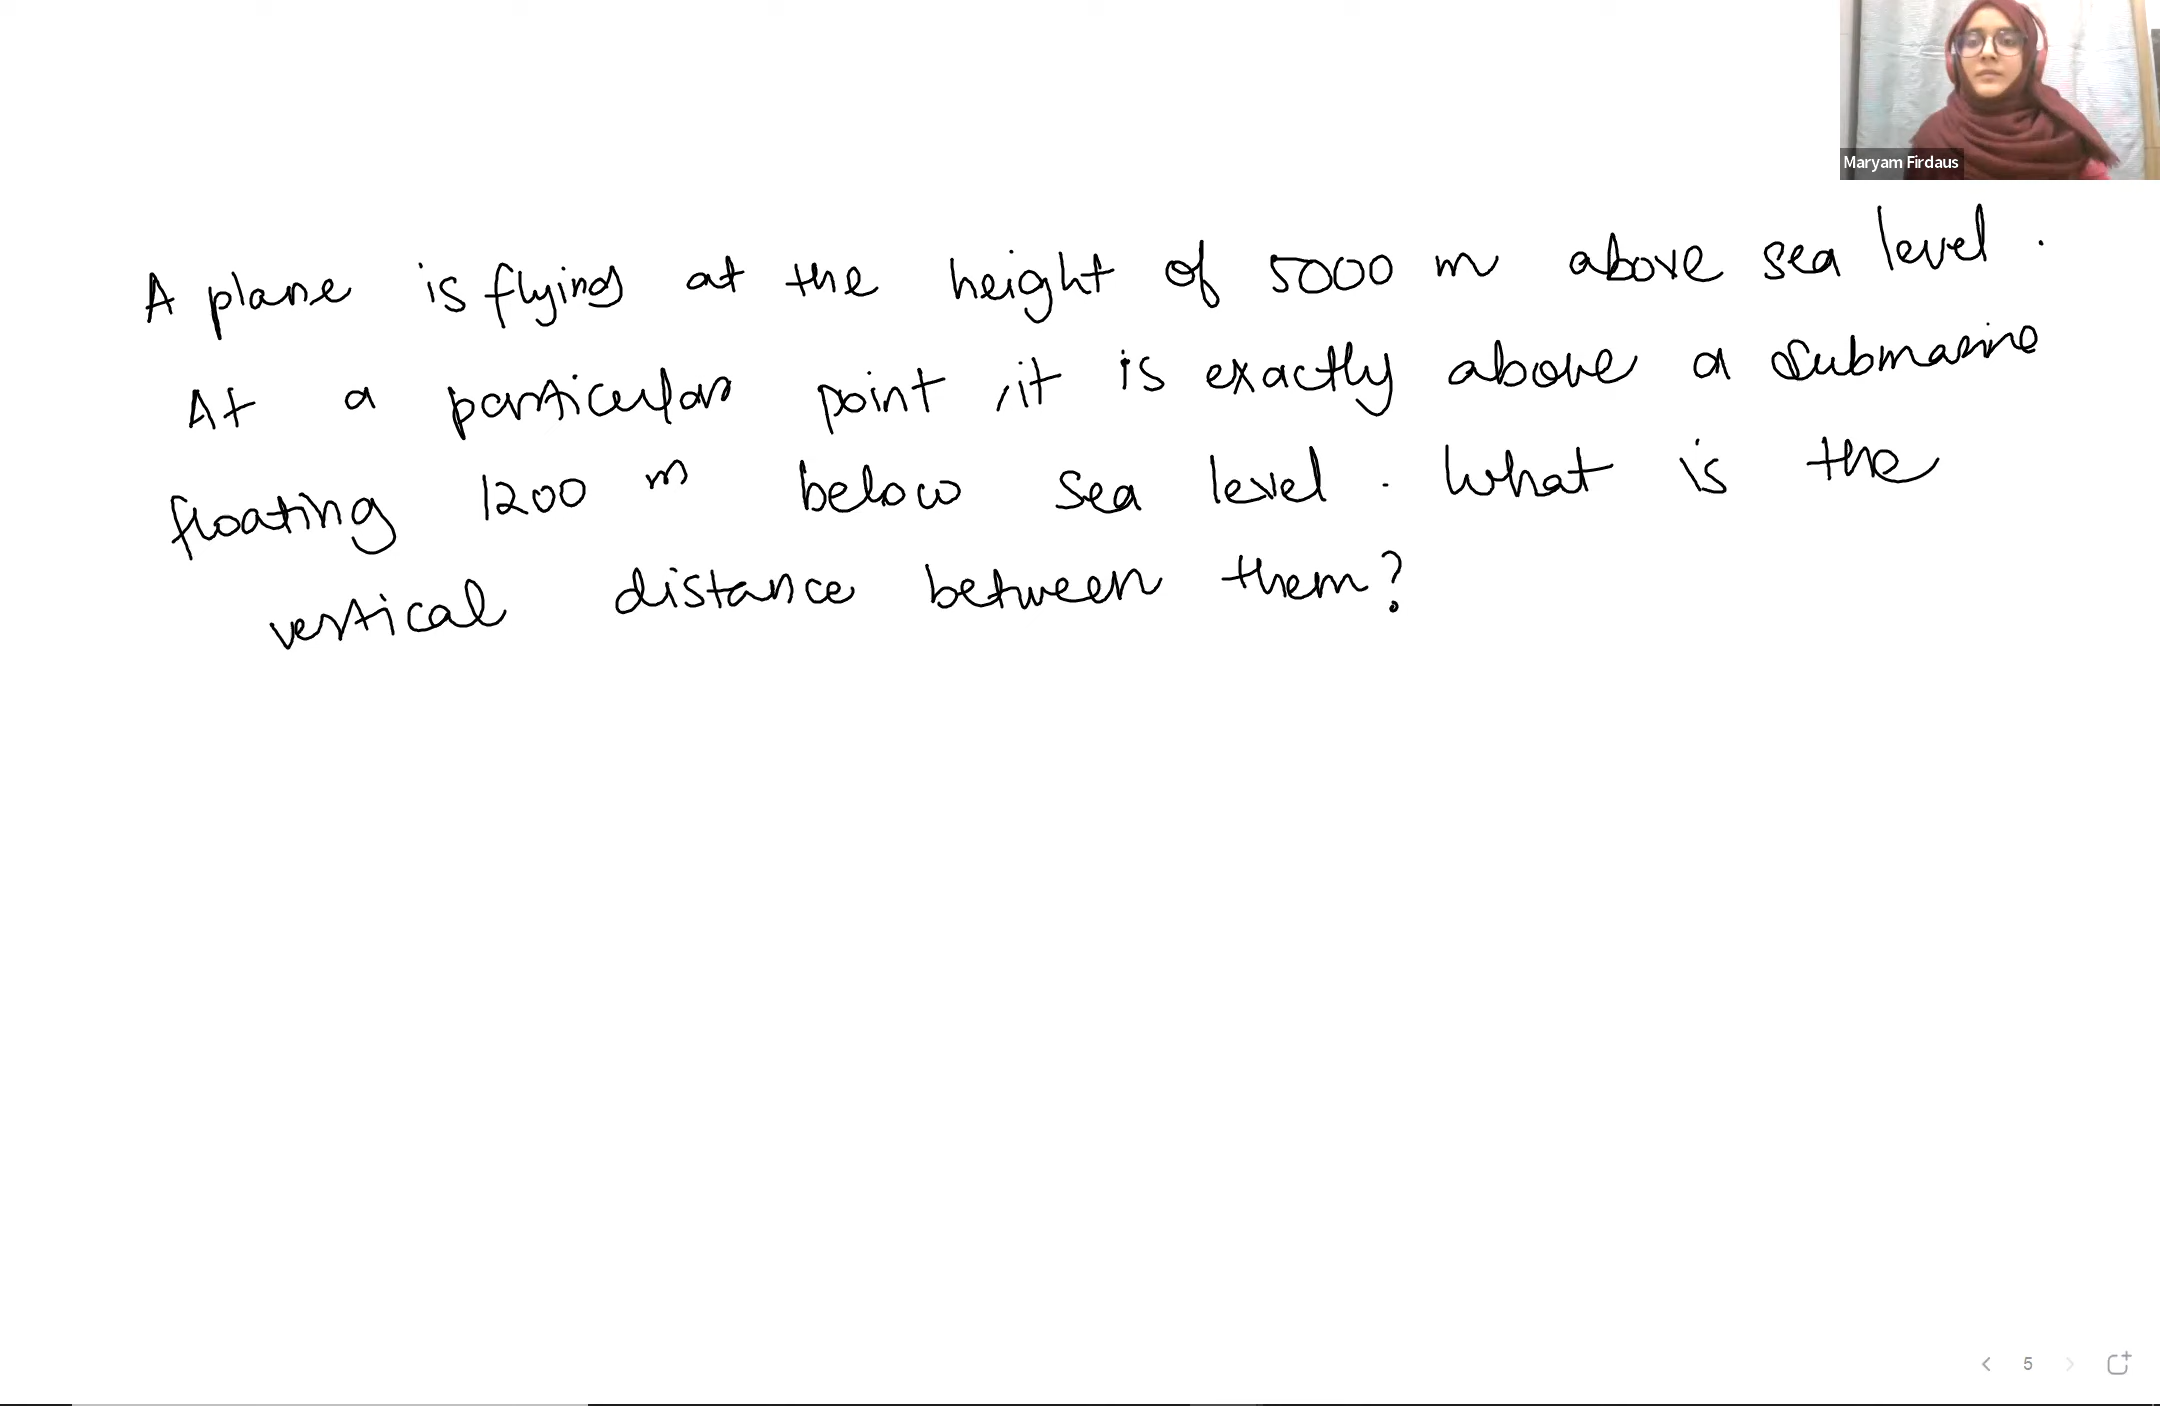 Maryam Firdaus
A plane is flying at the height of 5000 m above sea level.
At a particular point, it is exactly above a submarine
floating 1200 m below sea level. What is the
vertical distance between them?
5